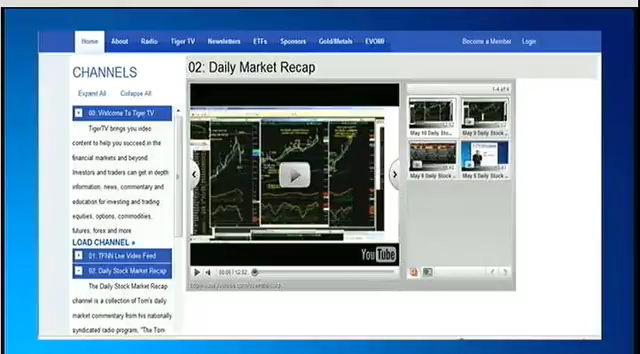 Home About Radio Tiger TV Newsletters ETFs Sponsors Gold/Metals EVOMI Become a Member Login
CHANNELS
Expand All Collapse All
00: Welcome To Tiger TV
TigerTV brings you video
content to help you succeed in the
financial markets and beyond.
Investors and traders can get in depth
information, news, commentary and
education for investing and trading
equities, options, commodities,
futures, forex and more
LOAD CHANNEL »
01: TFNN Live Video Feed
02: Daily Stock Market Recap
The Daily Stock Market Recap
channel is a collection of Tom's daily
market commentary from his nationally
syndicated radio program, "The Tom
02: Daily Market Recap
YouTube
1-4 of 4
May 10 Daily Stoc...
May 9 Daily Stock...
May 6 Daily Stock...
May 5 Daily Stock...